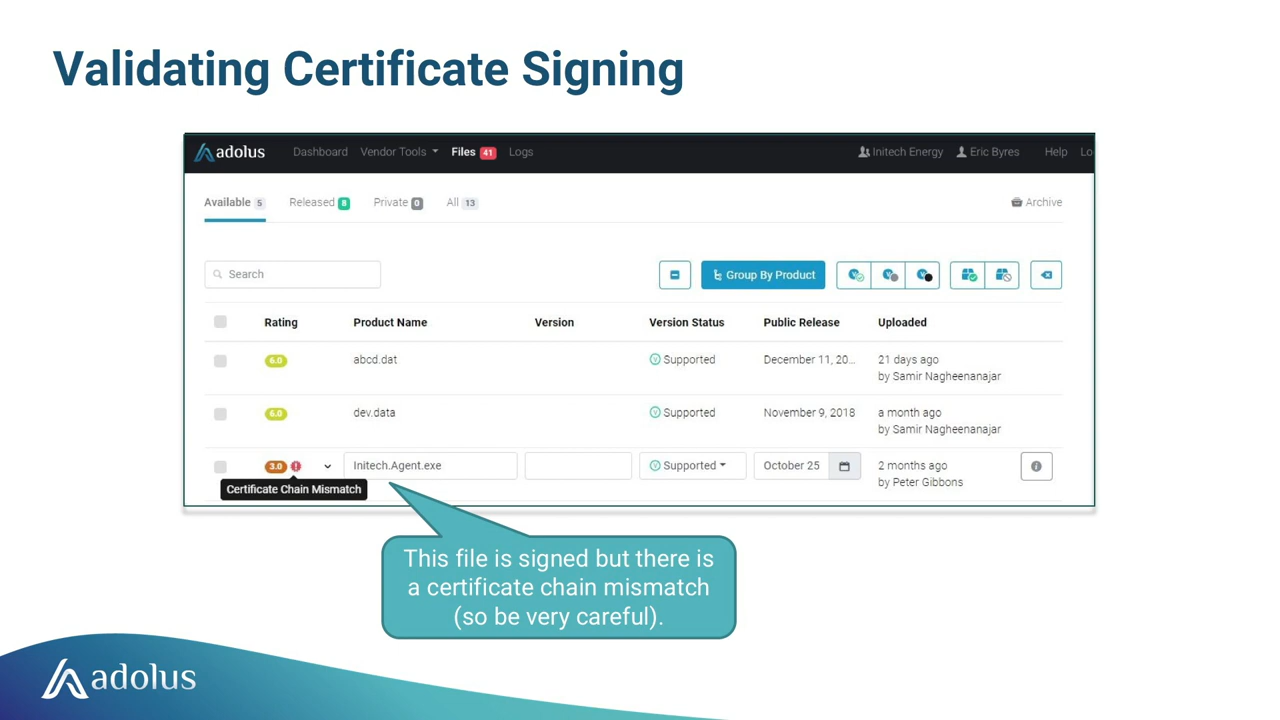 Validating Certificate Signing
adolus Dashboard Vendor Tools Files 41 Logs Initech Energy Eric Byres Help Lo
Available 5 Released 8 Private 0 All 13 Archive
Search Group By Product
Rating Product Name Version Version Status Public Release Uploaded
6.0 abcd.dat Supported December 11, 20... 21 days ago
by Samir Nagheenanajar
6.0 dev.data Supported November 9, 2018 a month ago
by Samir Nagheenanajar
3.0 Initech.Agent.exe Supported October 25 2 months ago
by Peter Gibbons
Certificate Chain Mismatch
This file is signed but there is
a certificate chain mismatch
(so be very careful).
adolus